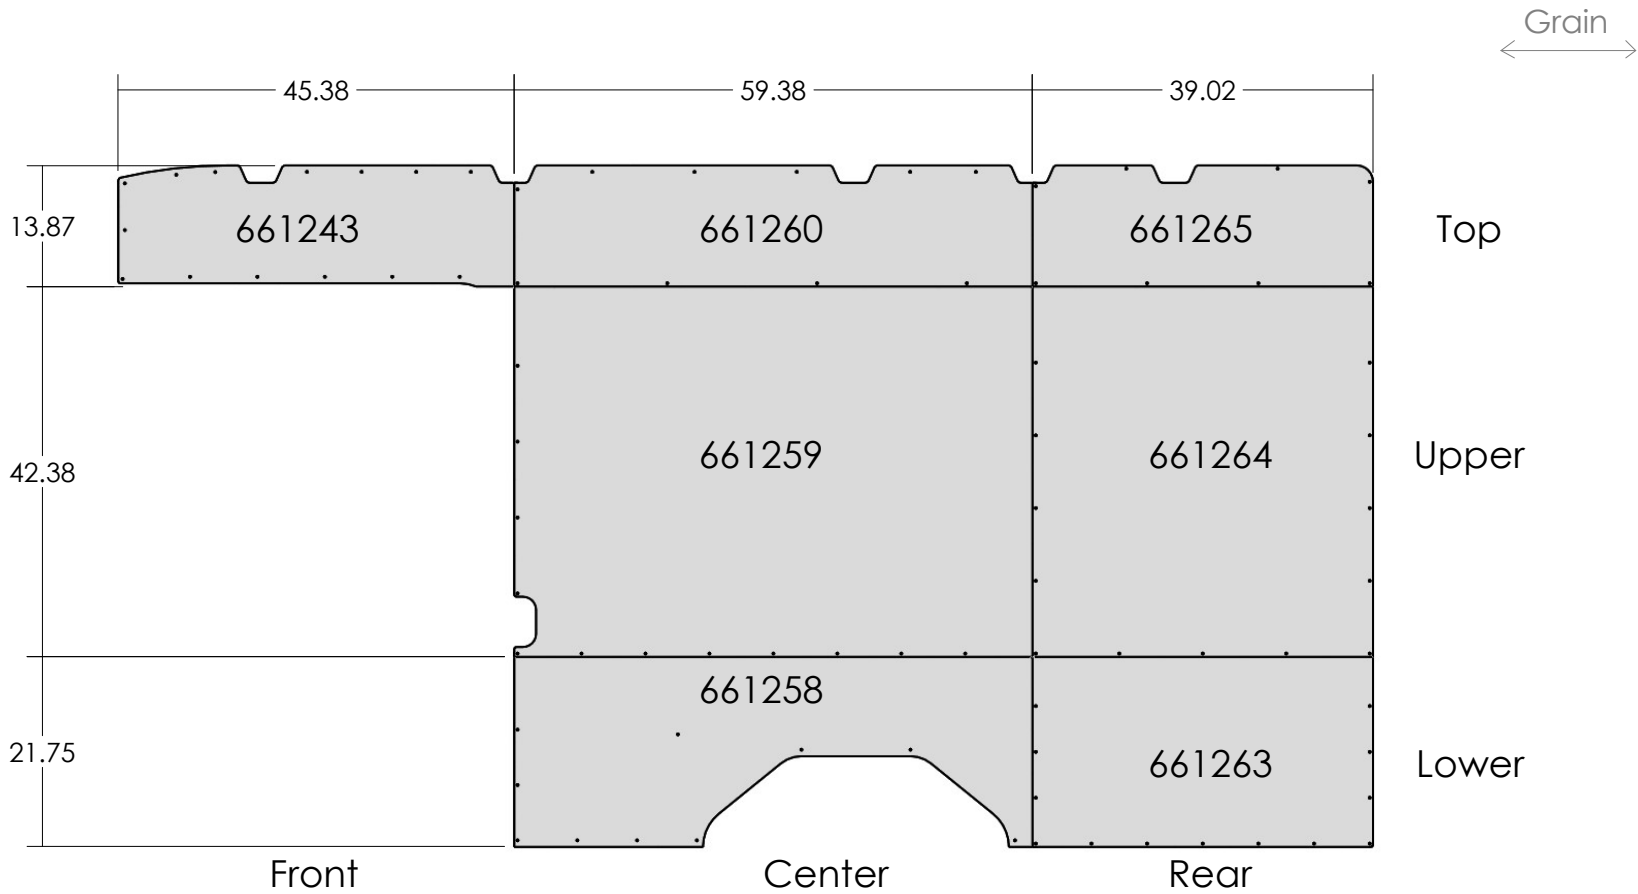 Grain
45.38 59.38 39.02
13.87 661243 661260 661265 Top
42.38 661259 661264 Upper
661258
21.75 661263 Lower
Front Center Rear